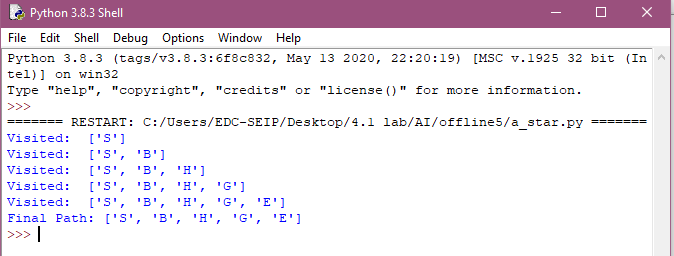 Python 3.8.3 Shell
File Edit Shell Debug Options Window Help
Python 3.8.3 (tags/v3.8.3:6f8c832, May 13 2020, 22:20:19) [MSC v.1925 32 bit (In
tel)] on win32
Type "help", "copyright", "credits" or "license()" for more information.
>>>
======= RESTART: C:/Users/EDC-SEIP/Desktop/4.1 lab/AI/offline5/a_star.py =======
Visited:  ['S']
Visited:  ['S', 'B']
Visited:  ['S', 'B', 'H']
Visited:  ['S', 'B', 'H', 'G']
Visited:  ['S', 'B', 'H', 'G', 'E']
Final Path: ['S', 'B', 'H', 'G', 'E']
>>>